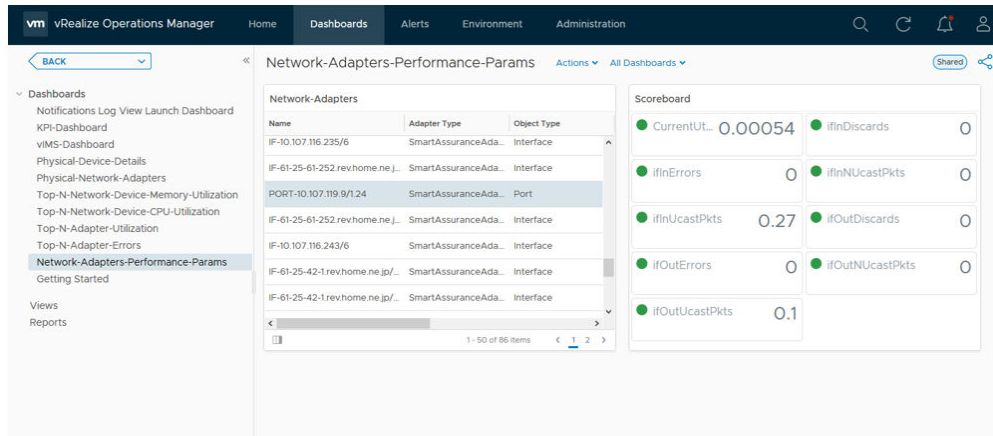 vm vRealize Operations Manager Home Dashboards Alerts Environment Administration
BACK
Network-Adapters-Performance-Params Actions All Dashboards Shared
Dashboards
Notifications Log View Launch Dashboard
KPI-Dashboard
vIMS-Dashboard
Physical-Device-Details
Physical-Network-Adapters
Top-N-Network-Device-Memory-Utilization
Top-N-Network-Device-CPU-Utilization
Top-N-Adapter-Utilization
Top-N-Adapter-Errors
Network-Adapters-Performance-Params
Getting Started
Views
Reports
Network-Adapters
Name Adapter Type Object Type
IF-10.107.116.235/6 SmartAssuranceAda... Interface
IF-61-25-61-252.rev.home.ne.j... SmartAssuranceAda... Interface
PORT-10.107.119.9/1.24 SmartAssuranceAda... Port
IF-61-25-61-252.rev.home.ne.j... SmartAssuranceAda... Interface
IF-10.107.116.243/6 SmartAssuranceAda... Interface
IF-61-25-42-1.rev.home.ne.jp/... SmartAssuranceAda... Interface
IF-61-25-42-1.rev.home.ne.jp/... SmartAssuranceAda... Interface
1 - 50 of 86 items 1 2
Scoreboard
CurrentUt... 0.00054 ifInDiscards 0
ifInErrors 0 ifInNUcastPkts 0
ifInUcastPkts 0.27 ifOutDiscards 0
ifOutErrors 0 ifOutNUcastPkts 0
ifOutUcastPkts 0.1